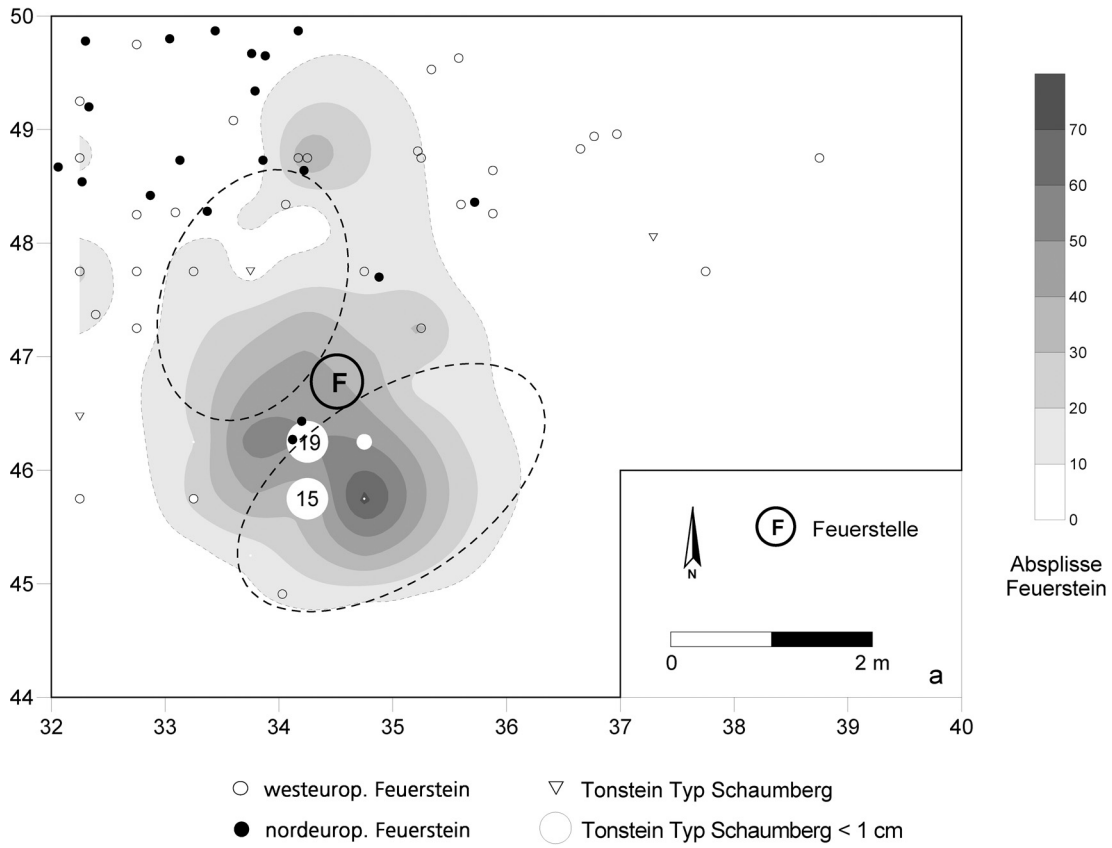 50
49
48
47
46
45
44
32 33 34 35 36 37 38 39 40
F
19
15
F Feuerstelle
N
0 2 m
a
70
60
50
40
30
20
10
0
Absplisse
Feuerstein
westeurop. Feuerstein
Tonstein Typ Schaumberg
nordeurop. Feuerstein
Tonstein Typ Schaumberg < 1 cm